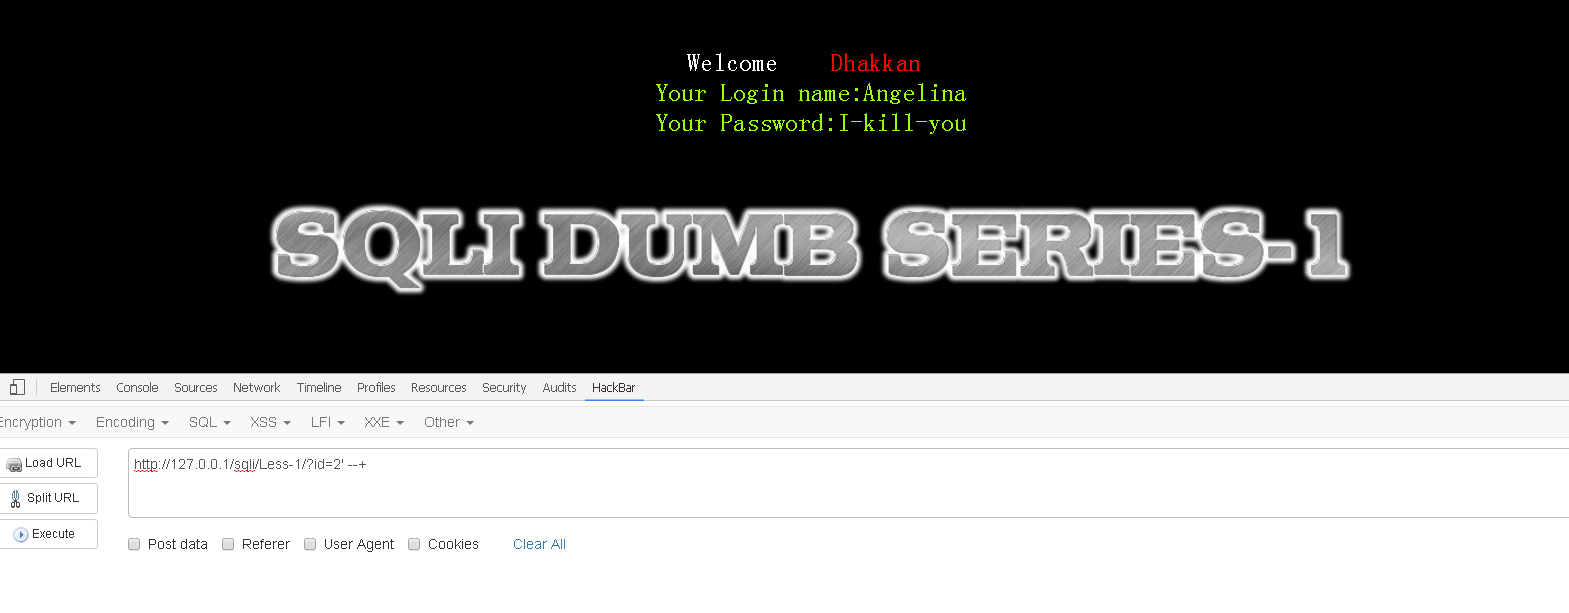 Welcome    Dhakkan
Your Login name:Angelina
Your Password:I-kill-you
SQLI DUMB SERIES-1
Elements Console Sources Network Timeline Profiles Resources Security Audits HackBar
Encryption Encoding SQL XSS LFI XXE Other
Load URL
http://127.0.0.1/sqli/Less-1/?id=2' --+
Split URL
Execute
Post data Referer User Agent Cookies Clear All